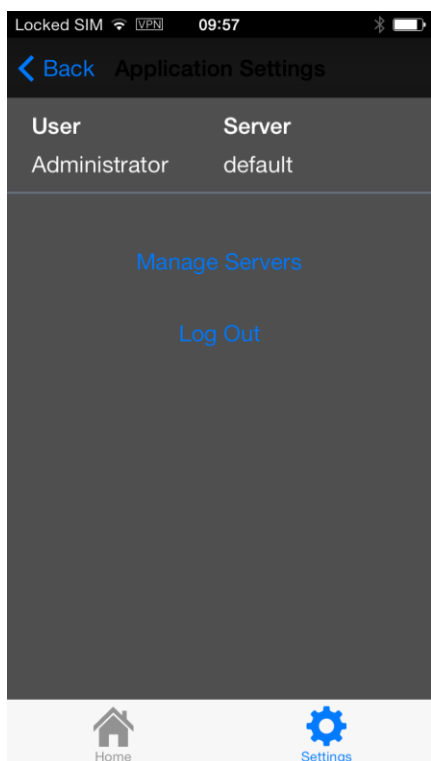 Locked SIM VPN 09:57
Back Application Settings
User Server
Administrator default
Manage Servers
Log Out
Home Settings